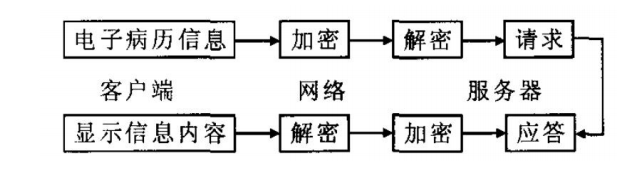 电子病历信息 加密 解密 请求
客户端 网络 服务器
显示信息内容 解密 加密 应答